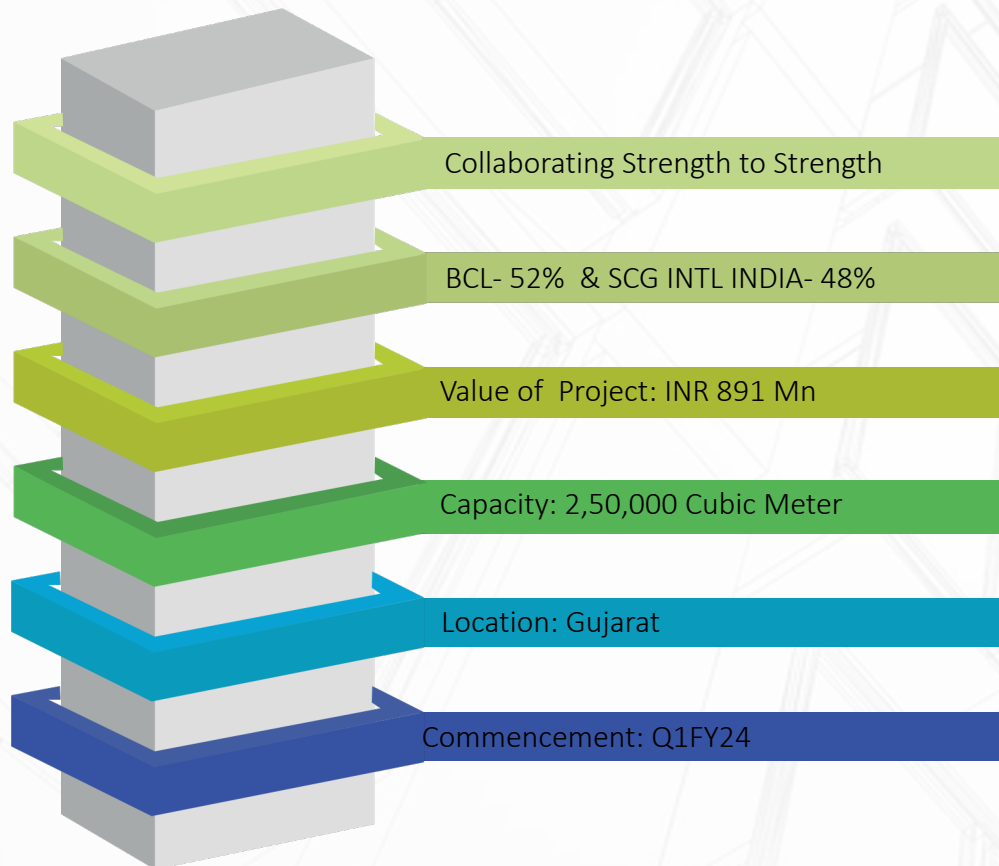 Collaborating Strength to Strength
BCL- 52% & SCG INTL INDIA- 48%
Value of Project: INR 891 Mn
Capacity: 2,50,000 Cubic Meter
Location: Gujarat
Commencement: Q1FY24